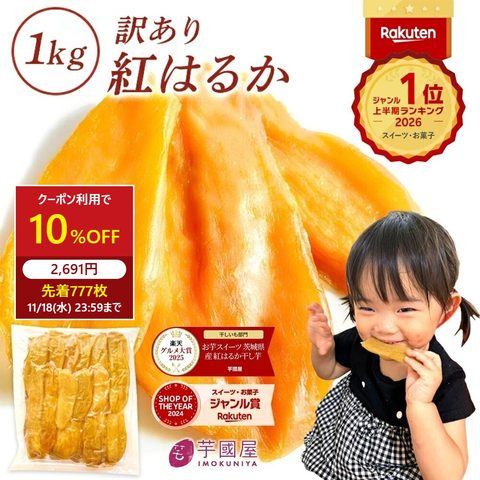 1kg
訳あり
紅はるか
Rakuten
ジャンル
1位
上半期ランキング
2026
スイーツ・お菓子
クーポン利用で
10%OFF
2,691円
先着777枚
11/18(水) 23:59まで
楽天
グルメ大賞
2025
干しいも部門
お芋スイーツ茨城県
産 紅はるか干し芋
芋國屋
SHOP OF
THE YEAR
2024
スイーツ・お菓子
ジャンル賞
Rakuten
芋國屋
IMOKUNIYA